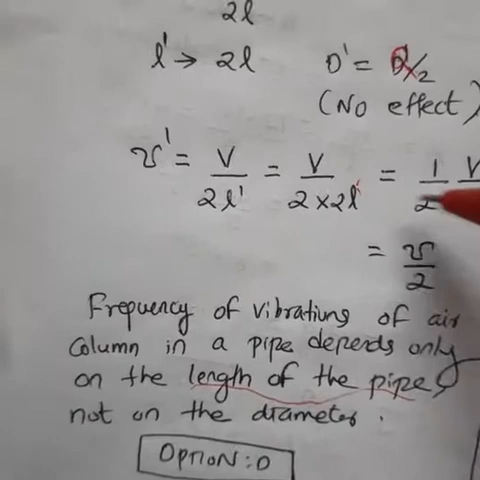 2l
l' → 2l D' = D/2
(No effect)
υ' = V/2l' = V/2×2l = 1/2 V
= υ/2
Frequency of vibrations of air
column in a pipe depends only
on the length of the pipe,
not on the diameter.
OPTION:D